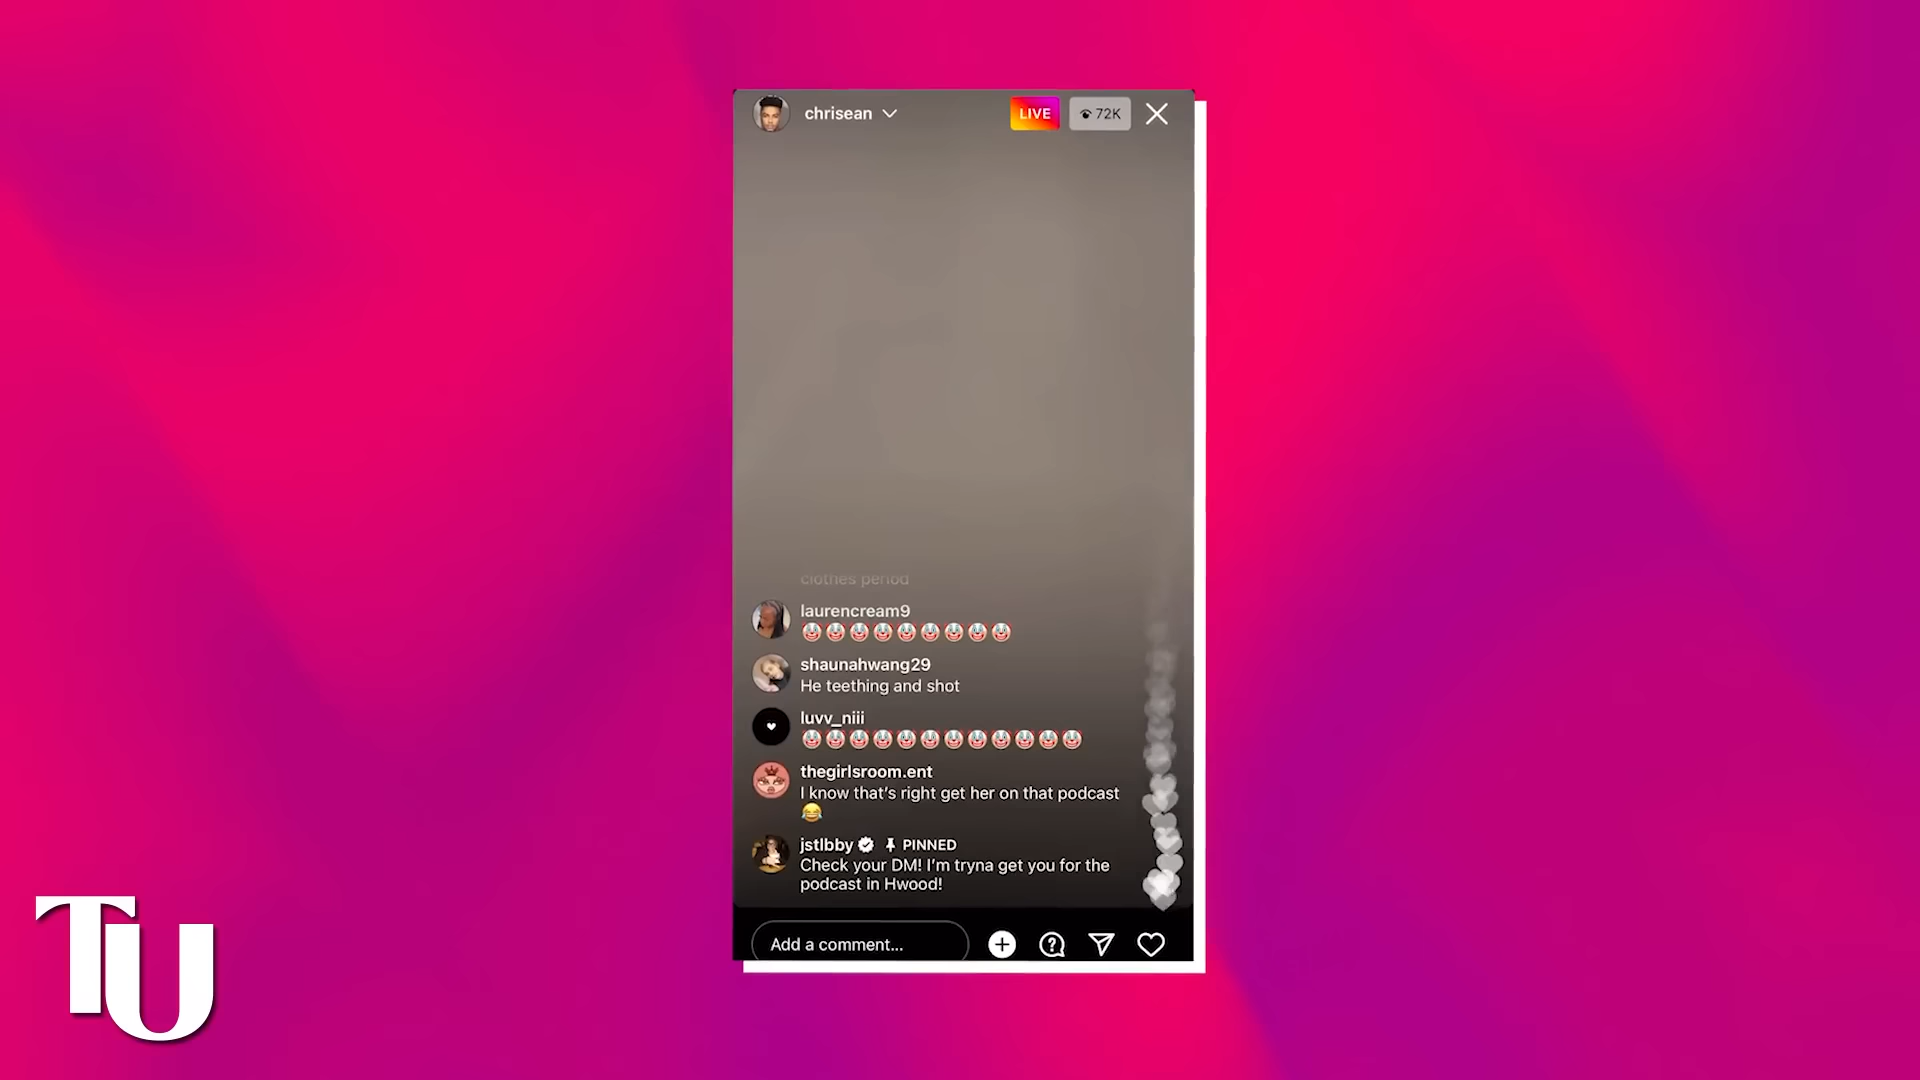 chrisean
LIVE
72K
clothes period
laurencream9
🤡🤡🤡🤡🤡🤡🤡🤡🤡
shaunahwang29
He teething and shot
luvv_niii
🤡🤡🤡🤡🤡🤡🤡🤡🤡🤡🤡🤡
thegirlsroom.ent
I know that’s right get her on that podcast
😂
jstlbby PINNED
Check your DM! I’m tryna get you for the
podcast in Hwood!
Add a comment...
TU